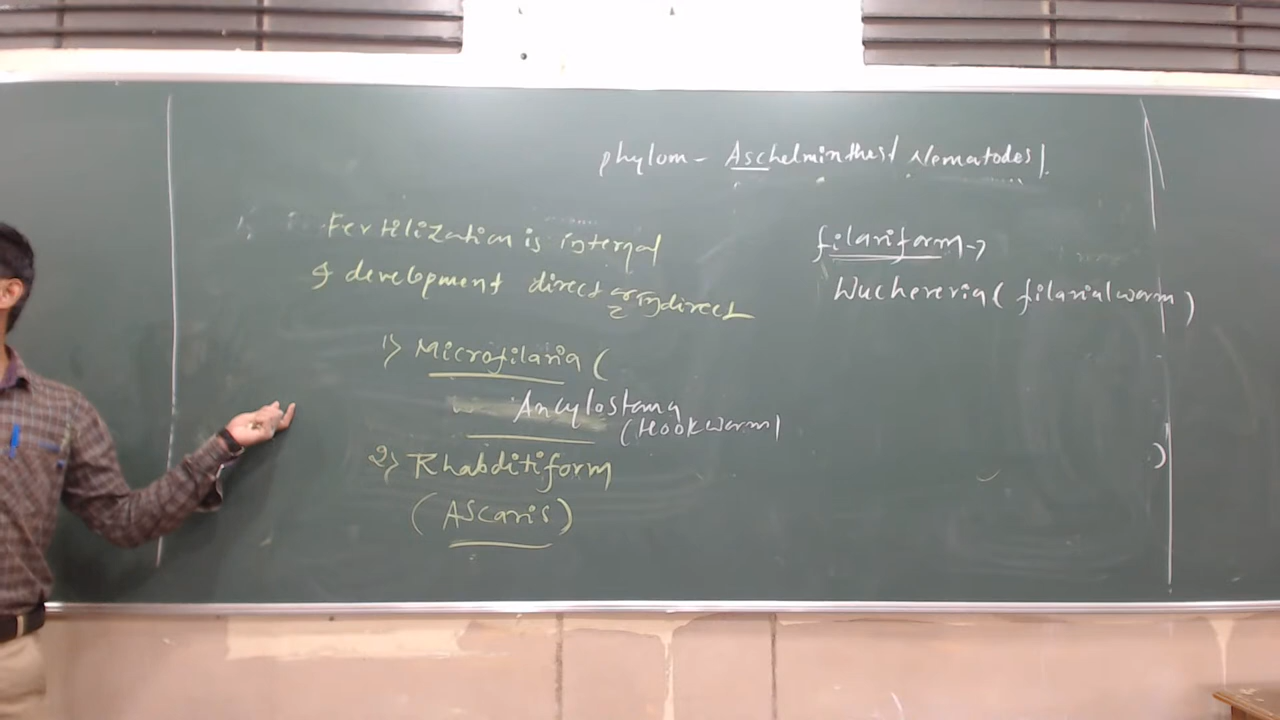 phylum - Aschelminthes / Nematodes /.
Fertilization is internal
& development direct or Indirect
1) Microfilaria (
Ancylostoma
(Hookworm)
2) Rhabditiform
(Ascaris)
filariform →
Wuchereria (filarial worm)
)